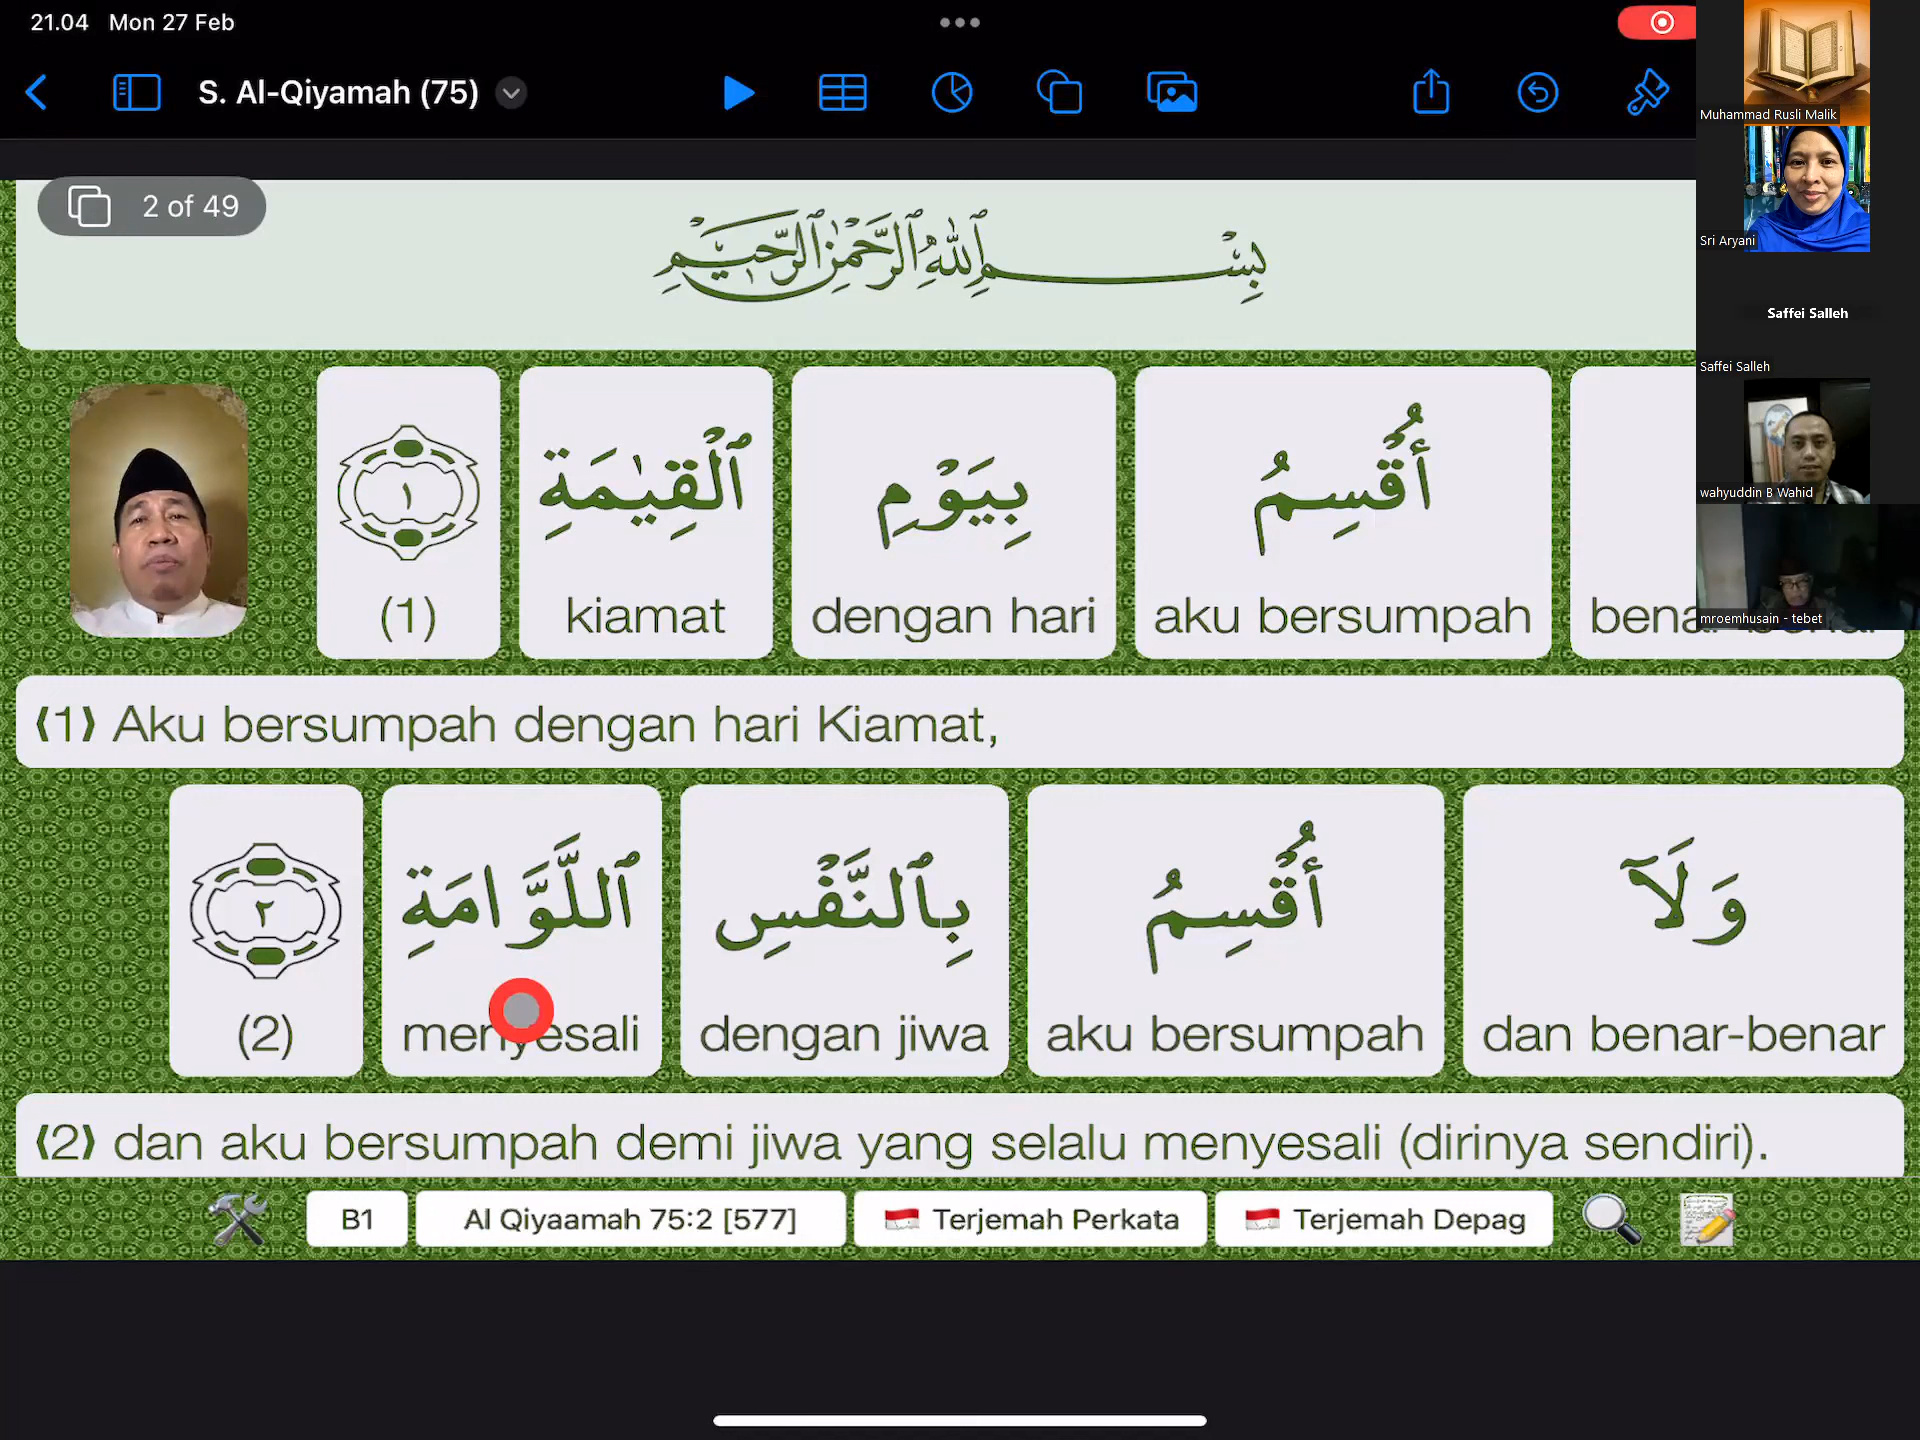 21.04 Mon 27 Feb
S. Al-Qiyamah (75)
Muhammad Rusli Malik
Sri Aryani
Saffei Salleh
Saffei Salleh
wahyuddin B Wahid
mroemhusain - tebet
2 of 49
بِسْمِ ٱللَّهِ ٱلرَّحْمَٰنِ ٱلرَّحِيمِ
أُقْسِمُ بِيَوْمِ ٱلْقِيَٰمَةِ ١
(1) kiamat dengan hari aku bersumpah
(1) Aku bersumpah dengan hari Kiamat,
وَلَآ أُقْسِمُ بِٱلنَّفْسِ ٱللَّوَّامَةِ ٢
(2) menyesali dengan jiwa aku bersumpah dan benar-benar
(2) dan aku bersumpah demi jiwa yang selalu menyesali (dirinya sendiri).
B1 Al Qiyaamah 75:2 [577] Terjemah Perkata Terjemah Depag